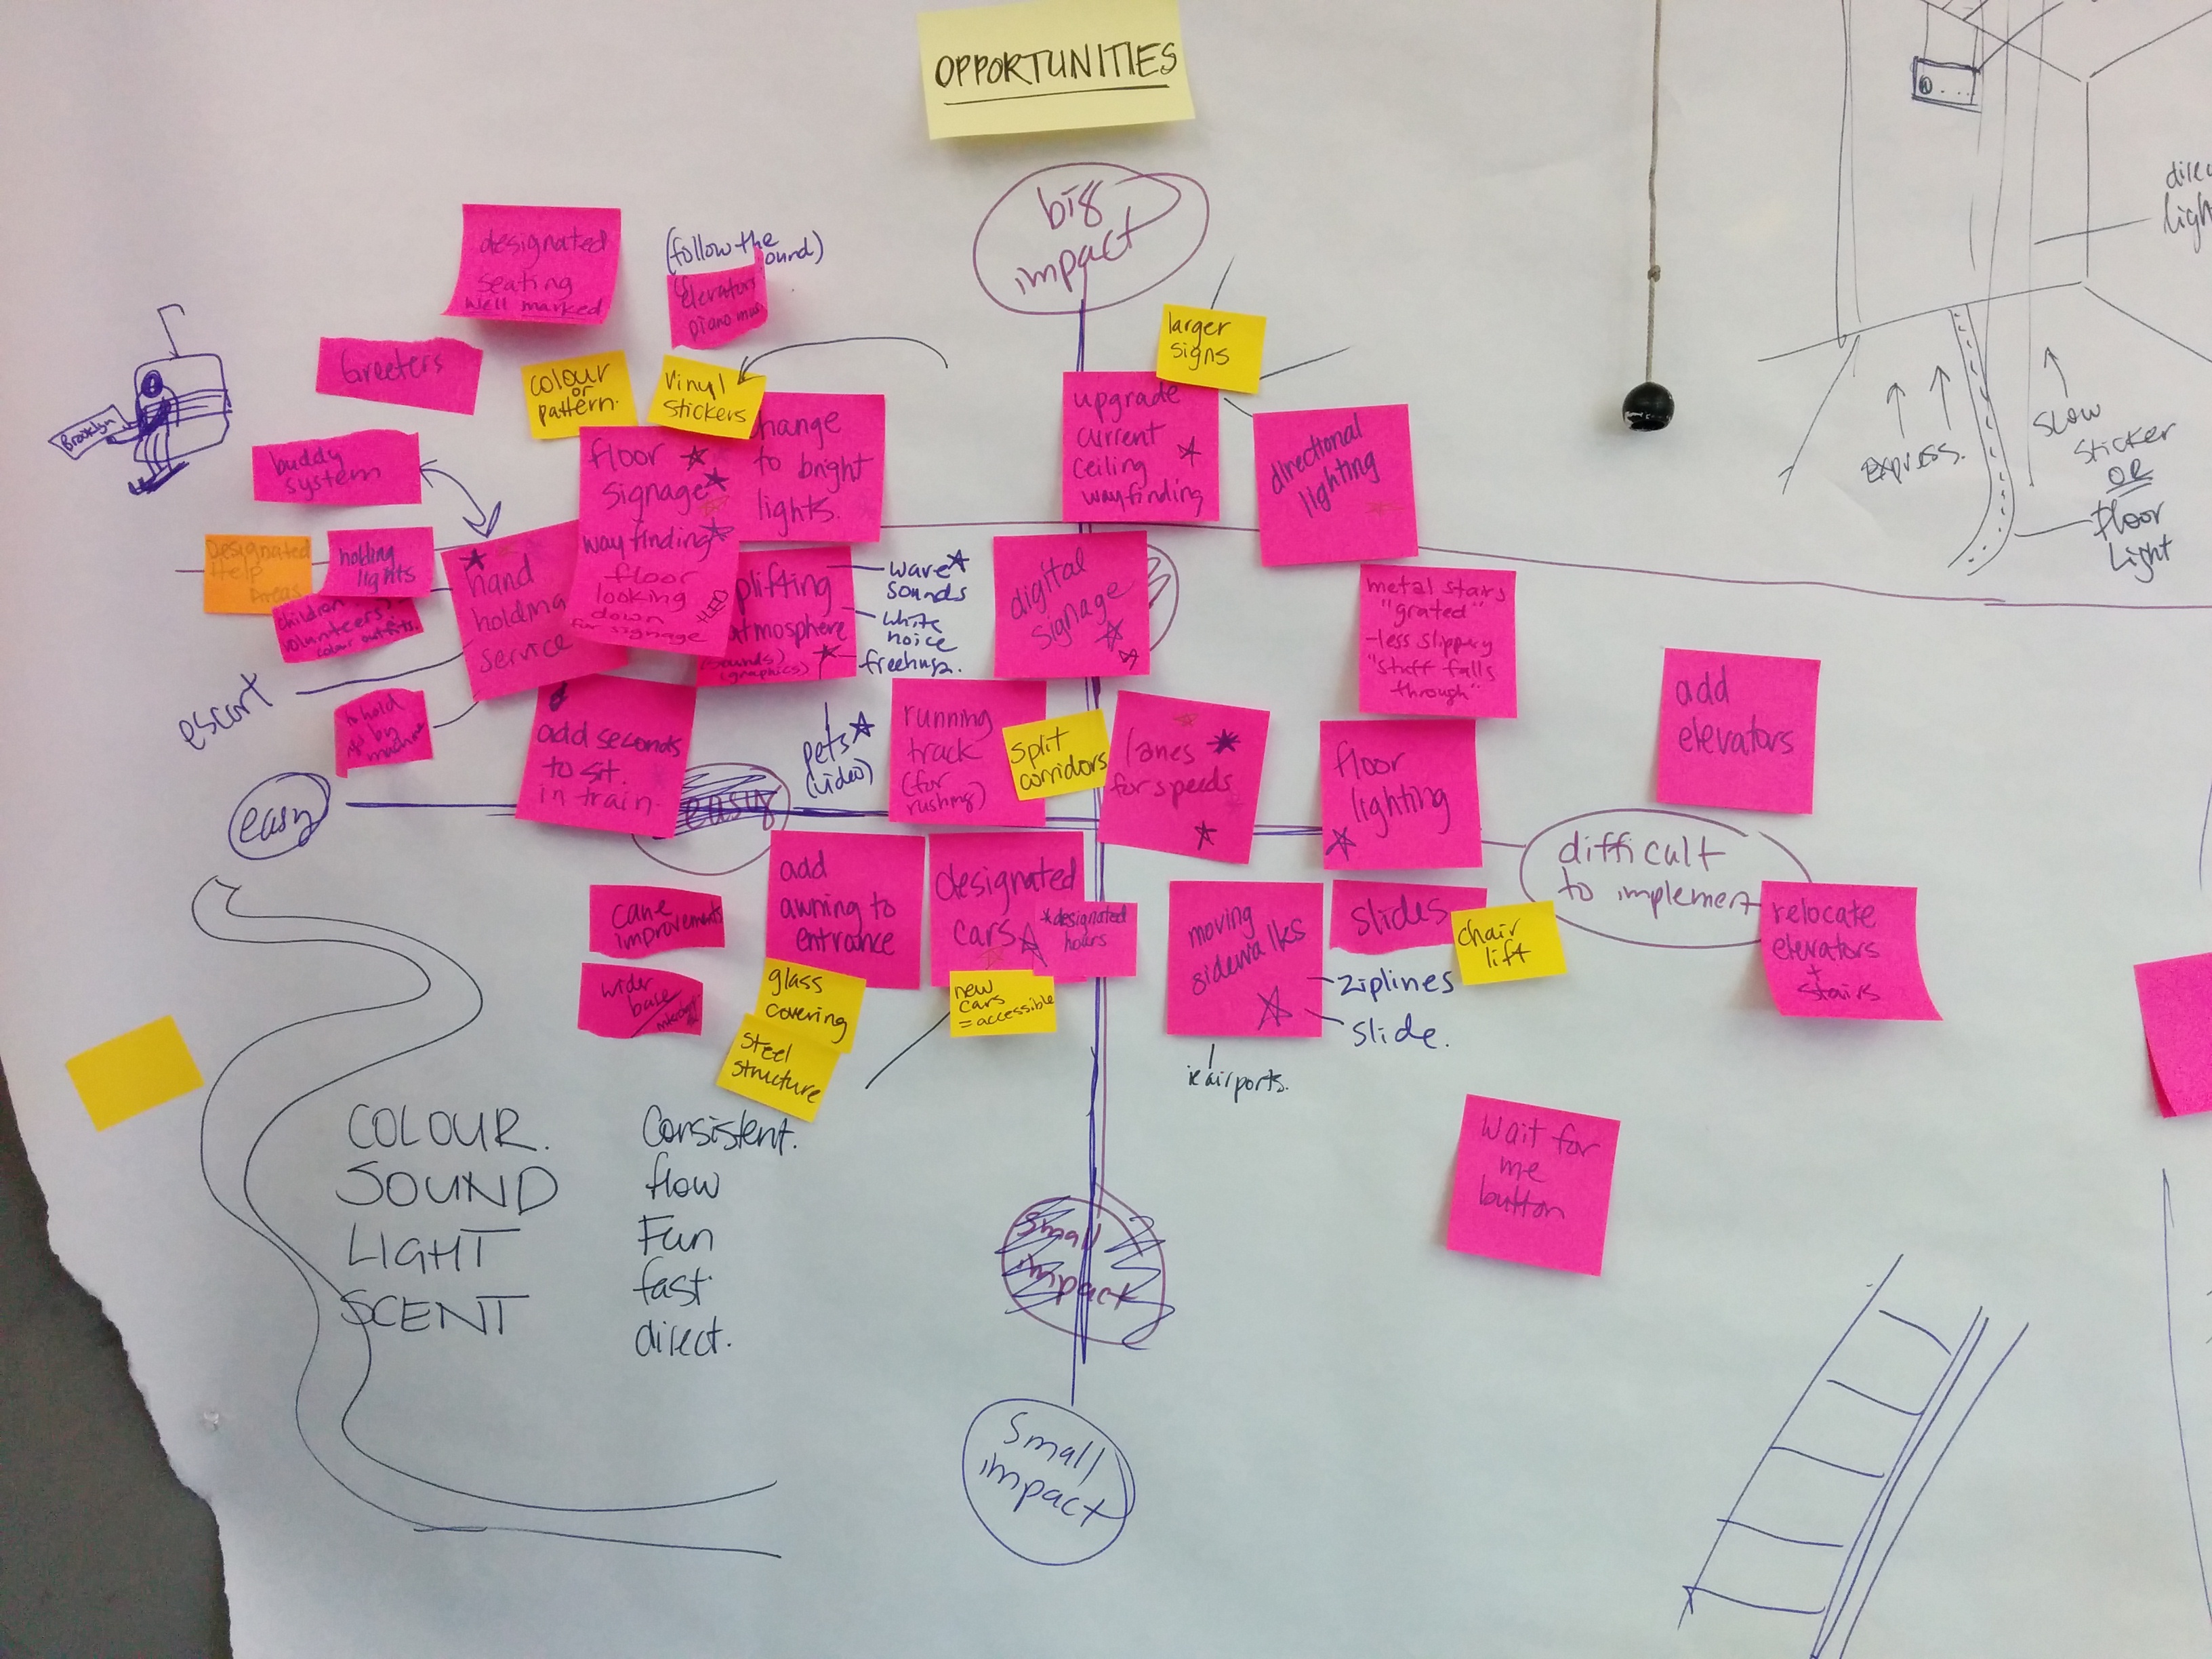 OPPORTUNITIES
big
impact
designated
seating
well marked
(follow the
ound)
elevators
piano
Greeters
colour
or
pattern.
vinyl
stickers
larger
signs
Brooklyn
buddy
system
floor
signage
way finding
floor
looking
down
for signage
hange
to bright
lights.
upgrade
current
ceiling
wayfinding
directional
lighting
Designated
Help
Areas
holding
lights
children
volunteers
colour outfits.
hand
holding
service
plifting
tmosphere
(sounds)
(graphics)
wave
sounds
white
noice
freehugz.
digital
signage
metal stairs
"grated"
-less slippery
"stuff falls
through"
escort
to hold
by
machine
add seconds
to sit.
in train.
pets
(video)
running
track
(for
rushing)
split
corridors
lanes
for speeds
floor
lighting
add
elevators
easy
easy
difficult
to implement
cane
improvements
wider
base
add
awning to
entrance
glass
covering
steel
structure
designated
cars
*designated
hours
new
cars
=accessible
moving
sidewalks
ziplines
slide.
ie airports.
slides
chair
lift
relocate
elevators
+
stairs
wait for
me
button
COLOUR.
SOUND
LIGHT
SCENT
Consistent.
flow
Fun
fast
direct.
small
impact
small
impact
EXPRESS.
SLOW
Sticker
OR
Floor
Light